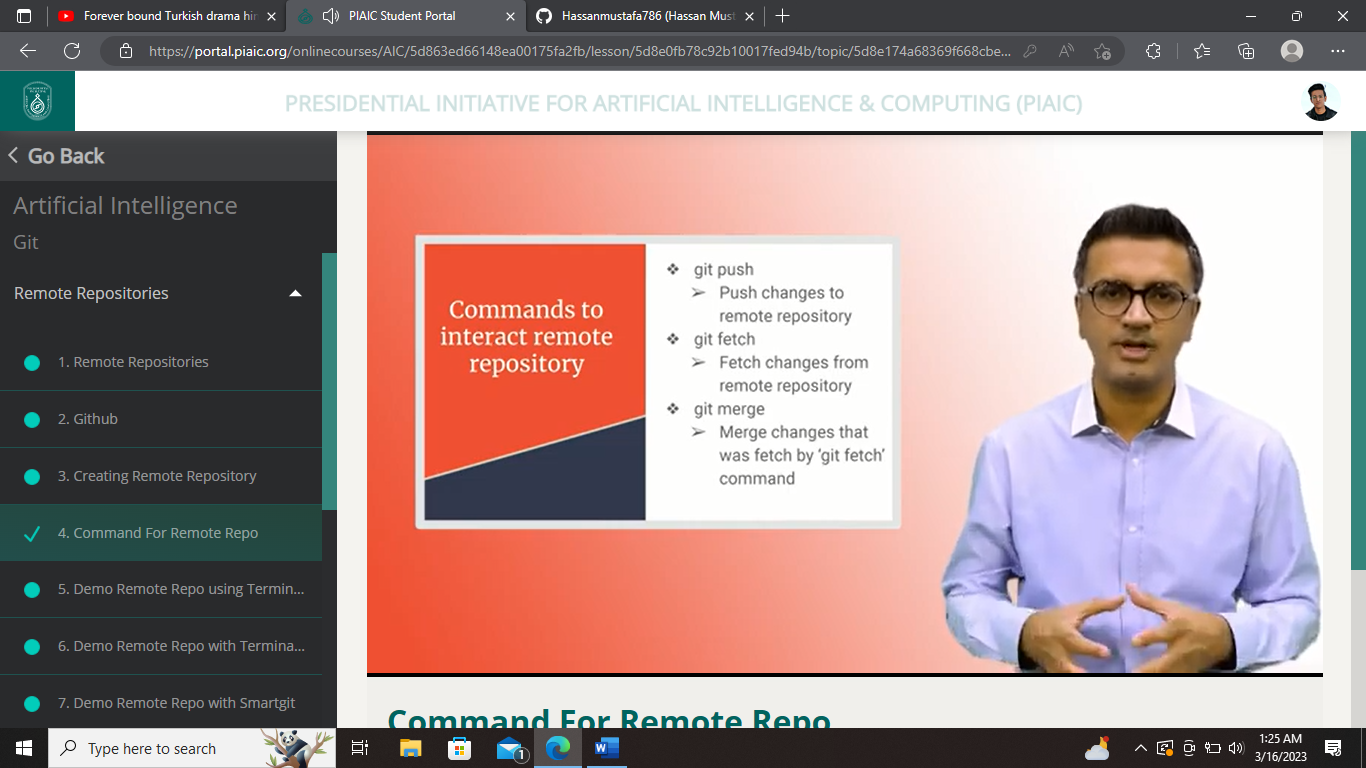 Forever bound Turkish drama hin
PIAIC Student Portal
Hassanmustafa786 (Hassan Must
https://portal.piaic.org/onlinecourses/AIC/5d863ed66148ea00175fa2fb/lesson/5d8e0fb78c92b10017fed94b/topic/5d8e174a68369f668cbe...
PRESIDENTIAL INITIATIVE FOR ARTIFICIAL INTELLIGENCE & COMPUTING (PIAIC)
Go Back
Artificial Intelligence
Git
Remote Repositories
1. Remote Repositories
2. Github
3. Creating Remote Repository
4. Command For Remote Repo
5. Demo Remote Repo using Termin...
6. Demo Remote Repo with Termina...
7. Demo Remote Repo with Smartgit
Commands to
interact remote
repository
❖ git push
➢ Push changes to
remote repository
❖ git fetch
➢ Fetch changes from
remote repository
❖ git merge
➢ Merge changes that
was fetch by ‘git fetch’
command
Command For Remote Repo
Type here to search
1
1:25 AM
3/16/2023